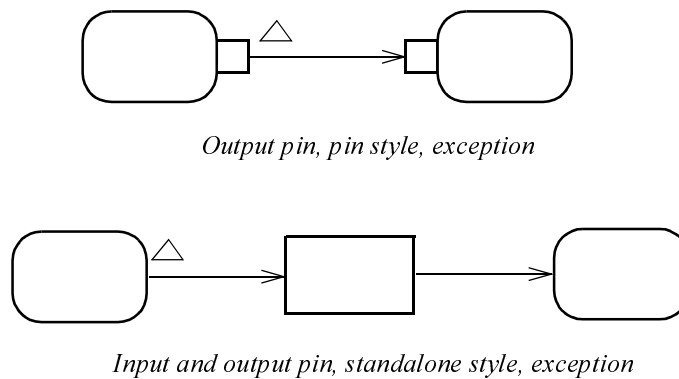 Output pin, pin style, exception
Input and output pin, standalone style, exception